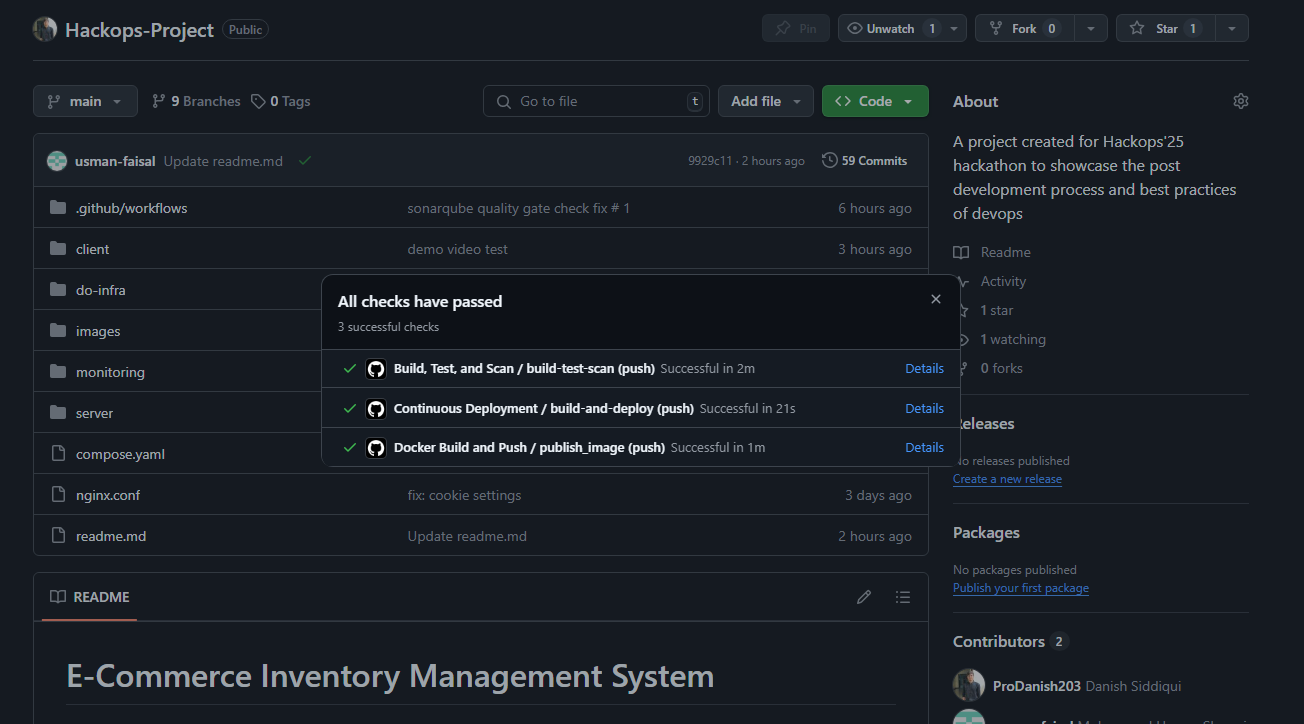 Hackops-Project Public Pin Unwatch 1 Fork 0 Star 1
main 9 Branches 0 Tags Go to file t Add file Code
usman-faisal Update readme.md 9929c11 · 2 hours ago 59 Commits
.github/workflows sonarqube quality gate check fix # 1 6 hours ago
client demo video test 3 hours ago
do-infra
images
monitoring
server
compose.yaml
nginx.conf fix: cookie settings 3 days ago
readme.md Update readme.md 2 hours ago
All checks have passed
3 successful checks
Build, Test, and Scan / build-test-scan (push) Successful in 2m Details
Continuous Deployment / build-and-deploy (push) Successful in 21s Details
Docker Build and Push / publish_image (push) Successful in 1m Details
README
E-Commerce Inventory Management System
About
A project created for Hackops'25
hackathon to showcase the post
development process and best practices
of devops
Readme
Activity
1 star
1 watching
0 forks
Releases
No releases published
Create a new release
Packages
No packages published
Publish your first package
Contributors 2
ProDanish203 Danish Siddiqui